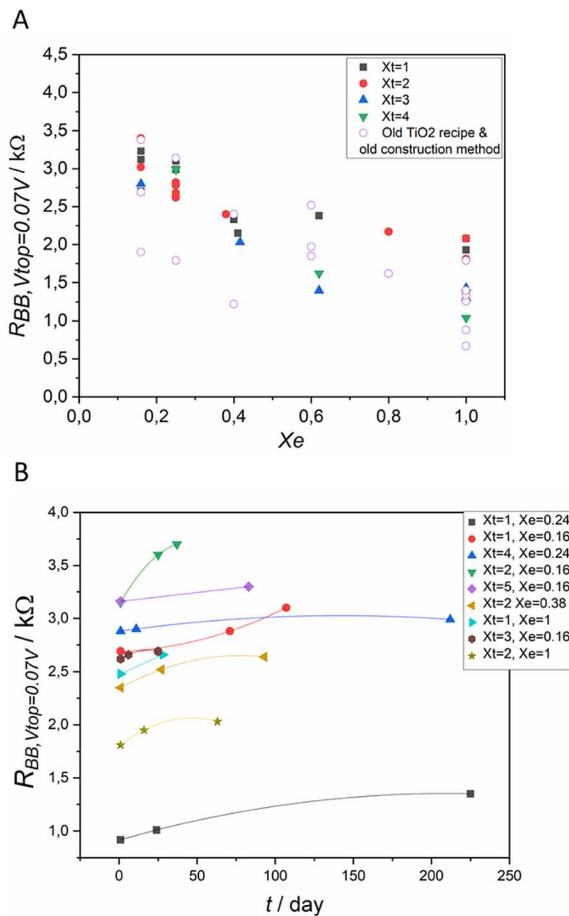 A
4,5
4,0
3,5
3,0
2,5
2,0
1,5
1,0
0,5
0,0
R_BB,Vtop=0.07V / kΩ
Xt=1
Xt=2
Xt=3
Xt=4
Old TiO2 recipe &
old construction method
0,0 0,2 0,4 0,6 0,8 1,0
Xe
B
4,0
3,5
3,0
2,5
2,0
1,5
1,0
R_BB,Vtop=0.07V / kΩ
Xt=1, Xe=0.24
Xt=1, Xe=0.16
Xt=4, Xe=0.24
Xt=2, Xe=0.16
Xt=5, Xe=0.16
Xt=2 Xe=0.38
Xt=1, Xe=1
Xt=3, Xe=0.16
Xt=2, Xe=1
0 50 100 150 200 250
t / day